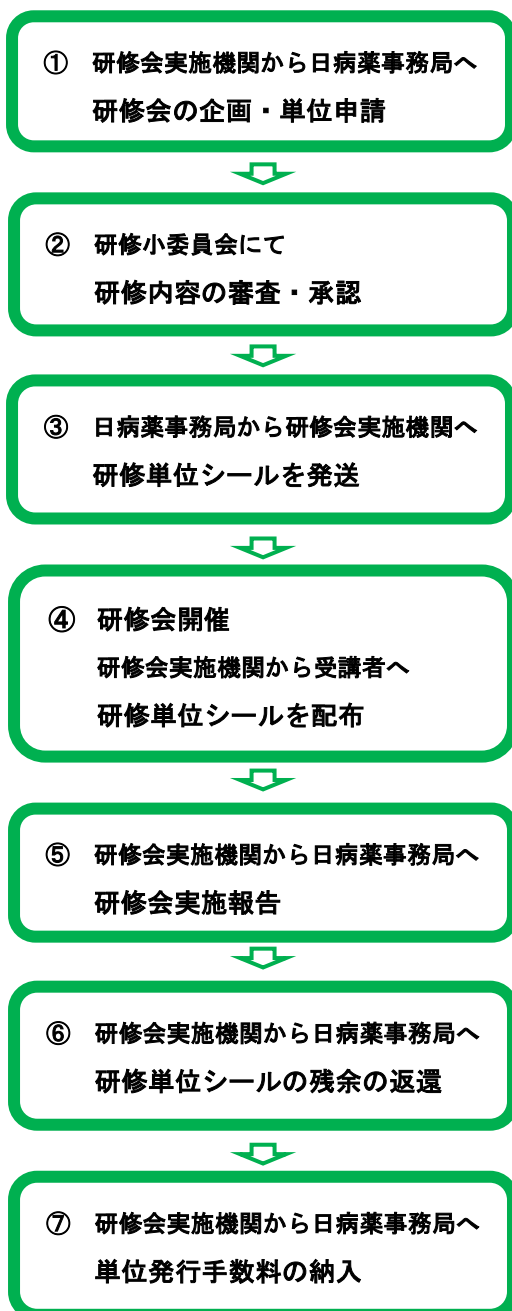 ① 研修会実施機関から日病薬事務局へ
研修会の企画・単位申請
② 研修小委員会にて
研修内容の審査・承認
③ 日病薬事務局から研修会実施機関へ
研修単位シールを発送
④ 研修会開催
研修会実施機関から受講者へ
研修単位シールを配布
⑤ 研修会実施機関から日病薬事務局へ
研修会実施報告
⑥ 研修会実施機関から日病薬事務局へ
研修単位シールの残余の返還
⑦ 研修会実施機関から日病薬事務局へ
単位発行手数料の納入